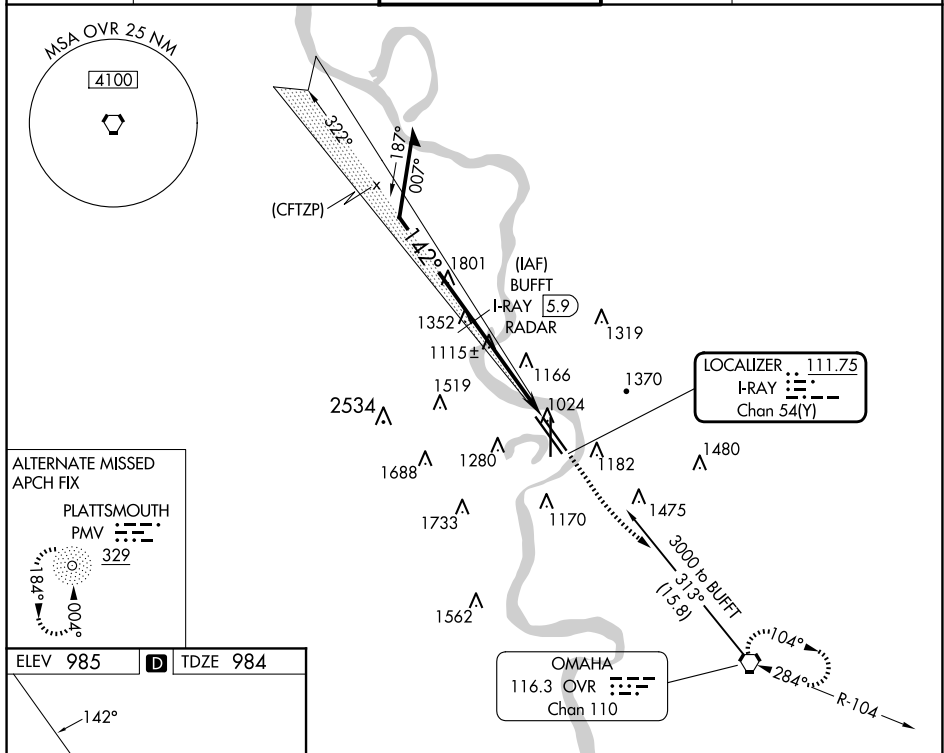 MSA OVR 25 NM
4100
322°
187°
007°
(CFTZP)
142°
1801
(IAF)
BUFFT
I-RAY 5.9
RADAR
1352
1319
1115±
1166
1519
1370
LOCALIZER 111.75
I-RAY
Chan 54(Y)
2534
1024
1688
1280
1182
1480
ALTERNATE MISSED
APCH FIX
PLATTSMOUTH
PMV
329
184°
004°
1733
1170
1475
3000 to BUFFT
313°
(15.8)
1562
104°
284°
R-104
OMAHA
116.3 OVR
Chan 110
ELEV 985 D TDZE 984
142°